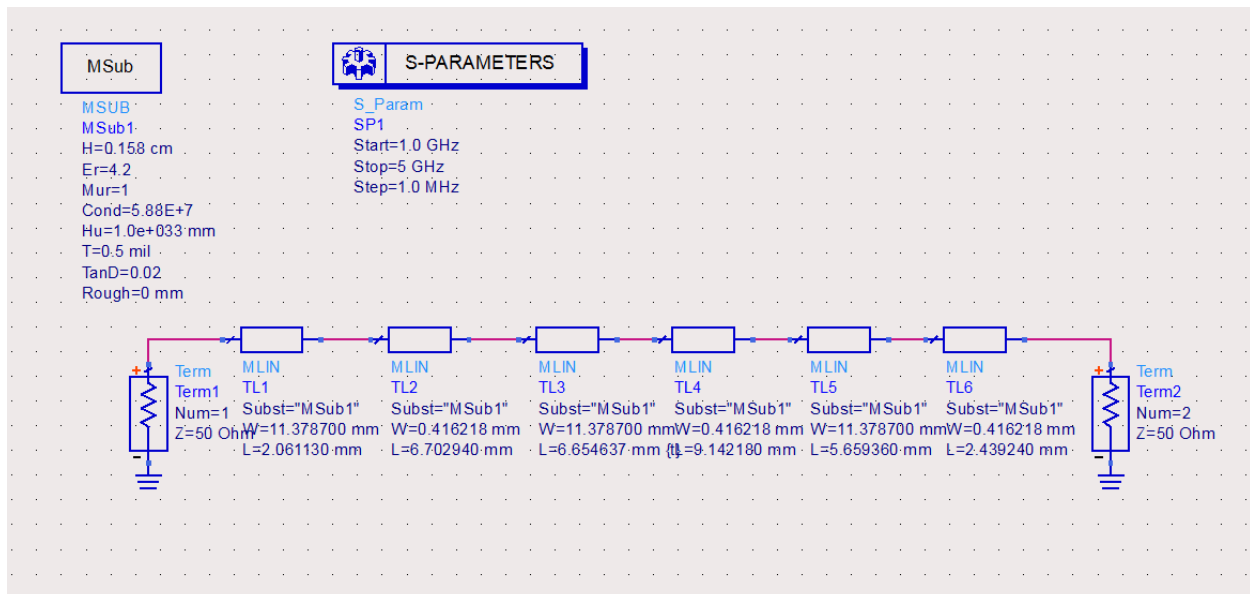 MSub
S-PARAMETERS
MSUB
MSub1
H=0.158 cm
Er=4.2
Mur=1
Cond=5.88E+7
Hu=1.0e+033 mm
T=0.5 mil
TanD=0.02
Rough=0 mm
S_Param
SP1
Start=1.0 GHz
Stop=5 GHz
Step=1.0 MHz
+
Term
Term1
Num=1
Z=50 Ohm
-
MLIN
TL1
Subst="MSub1"
W=11.378700 mm
L=2.061130 mm
MLIN
TL2
Subst="MSub1"
W=0.416218 mm
L=6.702940 mm
MLIN
TL3
Subst="MSub1"
W=11.378700 mm
L=6.654637 mm {t}
MLIN
TL4
Subst="MSub1"
W=0.416218 mm
L=9.142180 mm
MLIN
TL5
Subst="MSub1"
W=11.378700 mm
L=5.659360 mm
MLIN
TL6
Subst="MSub1"
W=0.416218 mm
L=2.439240 mm
+
Term
Term2
Num=2
Z=50 Ohm
-